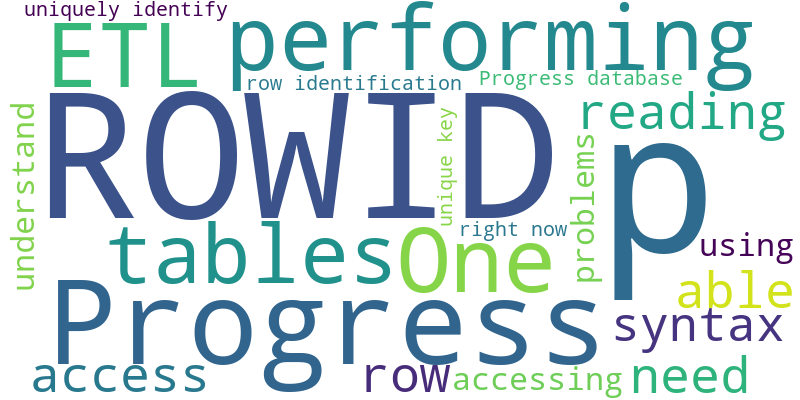 uniquely identify
ETL
performing
row identification
Progress database
ROWID
understand
unique key
reading
problems
p
tables
One
right now
using
Progress
able
syntax
access
row
accessing
need